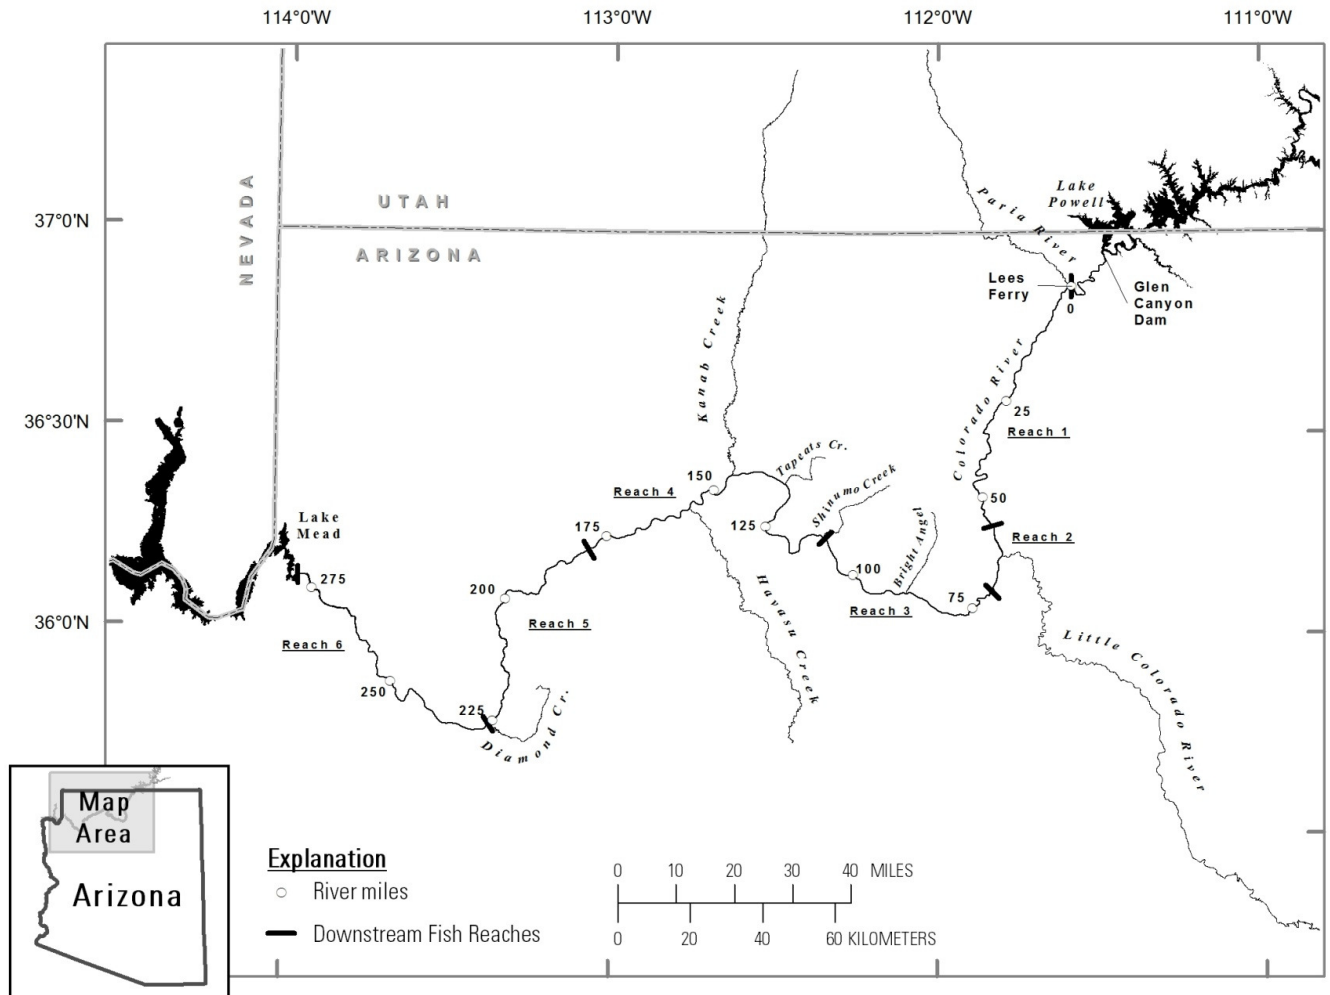 114°0'W
113°0'W
112°0'W
111°0'W
37°0'N
36°30'N
36°0'N
NEVADA
UTAH
ARIZONA
Lake
Powell
Paria River
Lees
Ferry
0
Glen
Canyon
Dam
Kanab Creek
Colorado River
25
Reach 1
50
Reach 2
Tapeats Cr.
Shinumo Creek
Bright Angel
150
Reach 4
125
175
100
75
Reach 3
Lake
Mead
275
200
Reach 5
Reach 6
250
225
Diamond Cr.
Havasu Creek
Little Colorado River
Map
Area
Arizona
Explanation
River miles
Downstream Fish Reaches
0 10 20 30 40 MILES
0 20 40 60 KILOMETERS